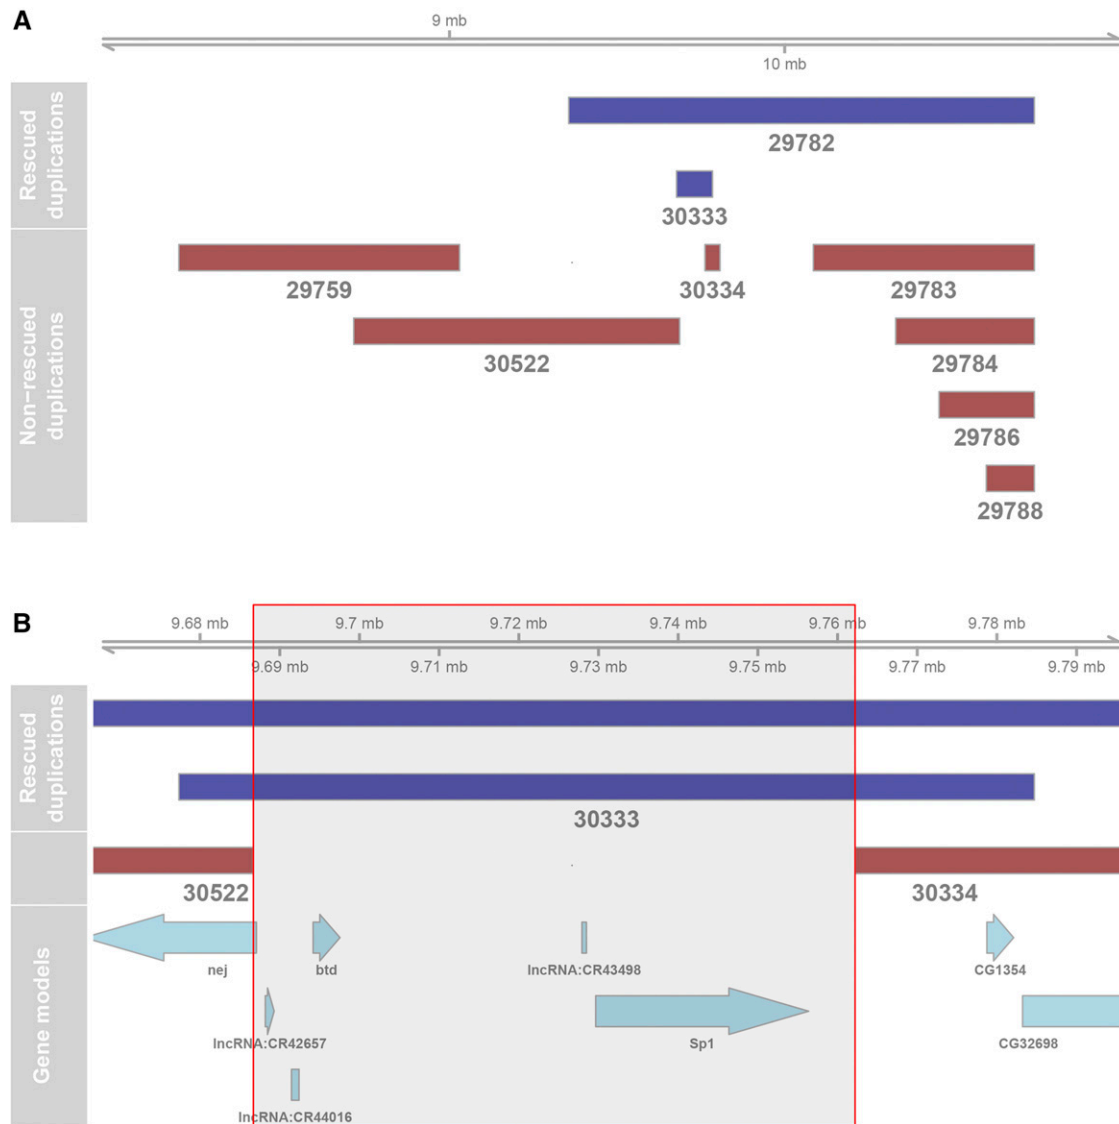 A
9 mb
10 mb
Rescued
duplications
29782
30333
Non-rescued
duplications
29759
30334
29783
30522
29784
29786
29788
B
9.68 mb 9.7 mb 9.72 mb 9.74 mb 9.76 mb 9.78 mb
9.69 mb 9.71 mb 9.73 mb 9.75 mb 9.77 mb 9.79 mb
Rescued
duplications
30333
30522
30334
Gene models
nej
btd
lncRNA:CR43498
CG1354
lncRNA:CR42657
Sp1
CG32698
lncRNA:CR44016